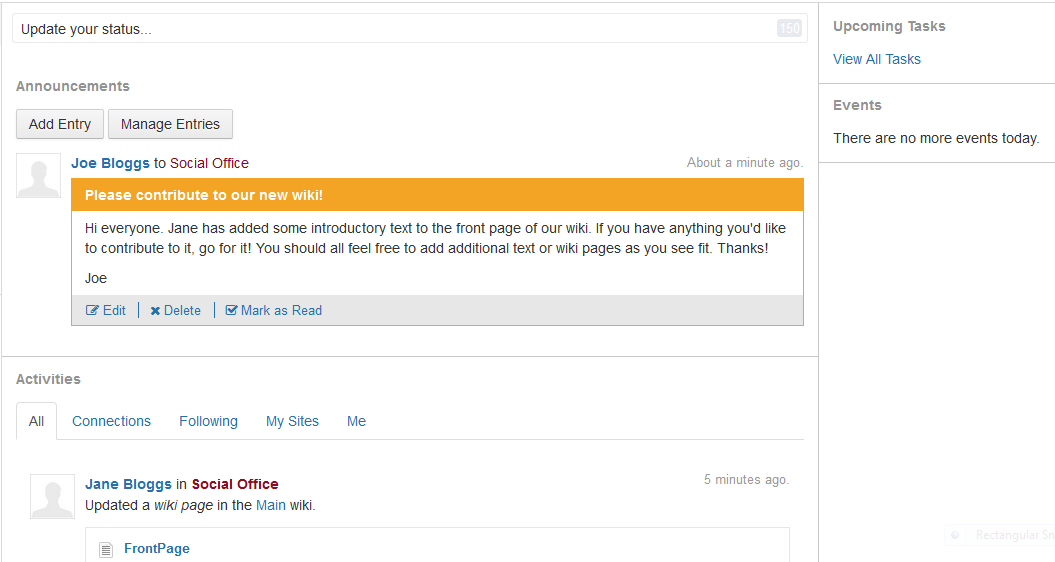 Update your status...
150
Announcements
Add Entry
Manage Entries
Joe Bloggs to Social Office
About a minute ago.
Please contribute to our new wiki!
Hi everyone. Jane has added some introductory text to the front page of our wiki. If you have anything you'd like
to contribute to it, go for it! You should all feel free to add additional text or wiki pages as you see fit. Thanks!
Joe
Edit
Delete
Mark as Read
Activities
All
Connections
Following
My Sites
Me
Jane Bloggs in Social Office
5 minutes ago.
Updated a wiki page in the Main wiki.
FrontPage
Upcoming Tasks
View All Tasks
Events
There are no more events today.
Rectangular Sn